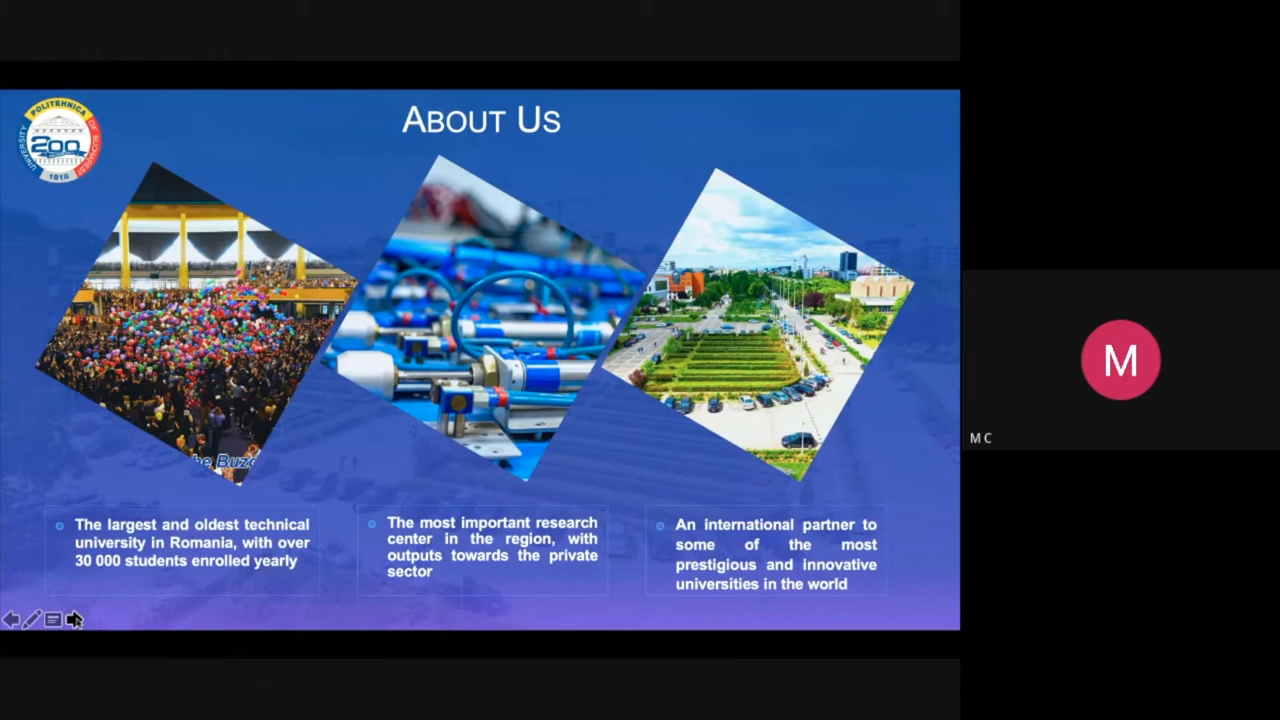 POLITEHNICA
UNIVERSITY
OF BUCHAREST
200
1818
ABOUT US
The largest and oldest technical
university in Romania, with over
30 000 students enrolled yearly
The most important research
center in the region, with
outputs towards the private
sector
An international partner to
some of the most
prestigious and innovative
universities in the world
M
M C